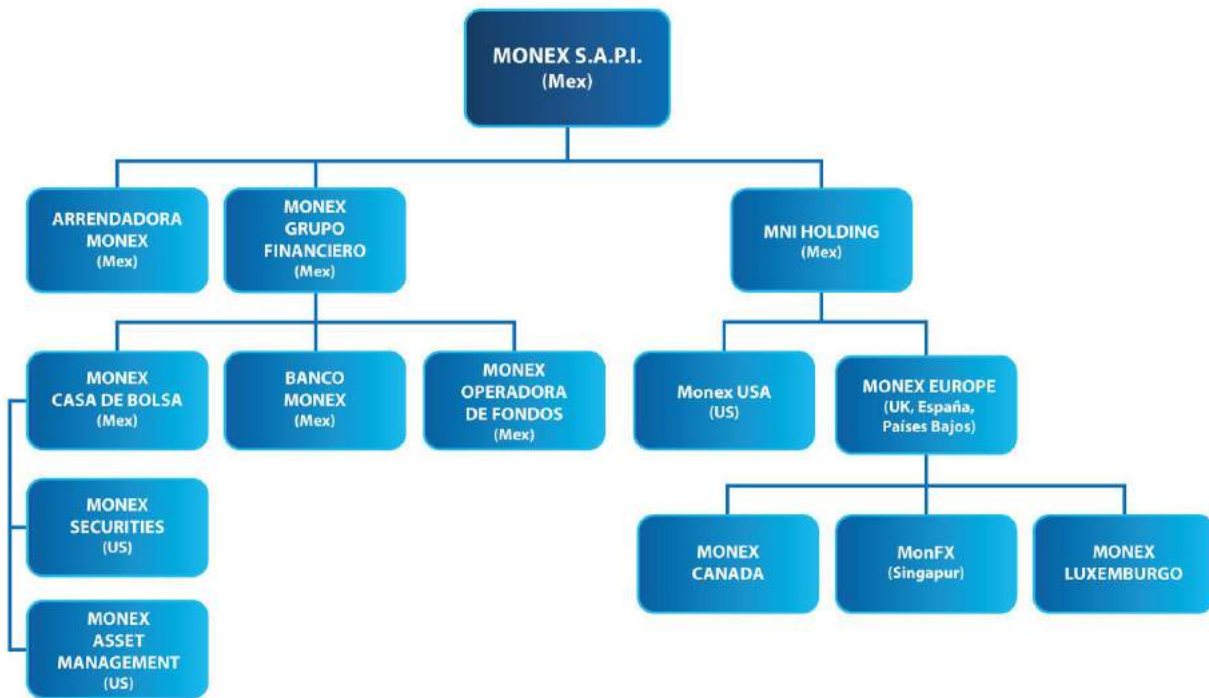 MONEX S.A.P.I.
(Mex)
ARRENDADORA
MONEX
(Mex)
MONEX
GRUPO
FINANCIERO
(Mex)
MNI HOLDING
(Mex)
MONEX
CASA DE BOLSA
(Mex)
BANCO
MONEX
(Mex)
MONEX
OPERADORA
DE FONDOS
(Mex)
Monex USA
(US)
MONEX EUROPE
(UK, España,
Países Bajos)
MONEX
SECURITIES
(US)
MONEX
ASSET
MANAGEMENT
(US)
MONEX
CANADA
MonFX
(Singapur)
MONEX
LUXEMBURGO